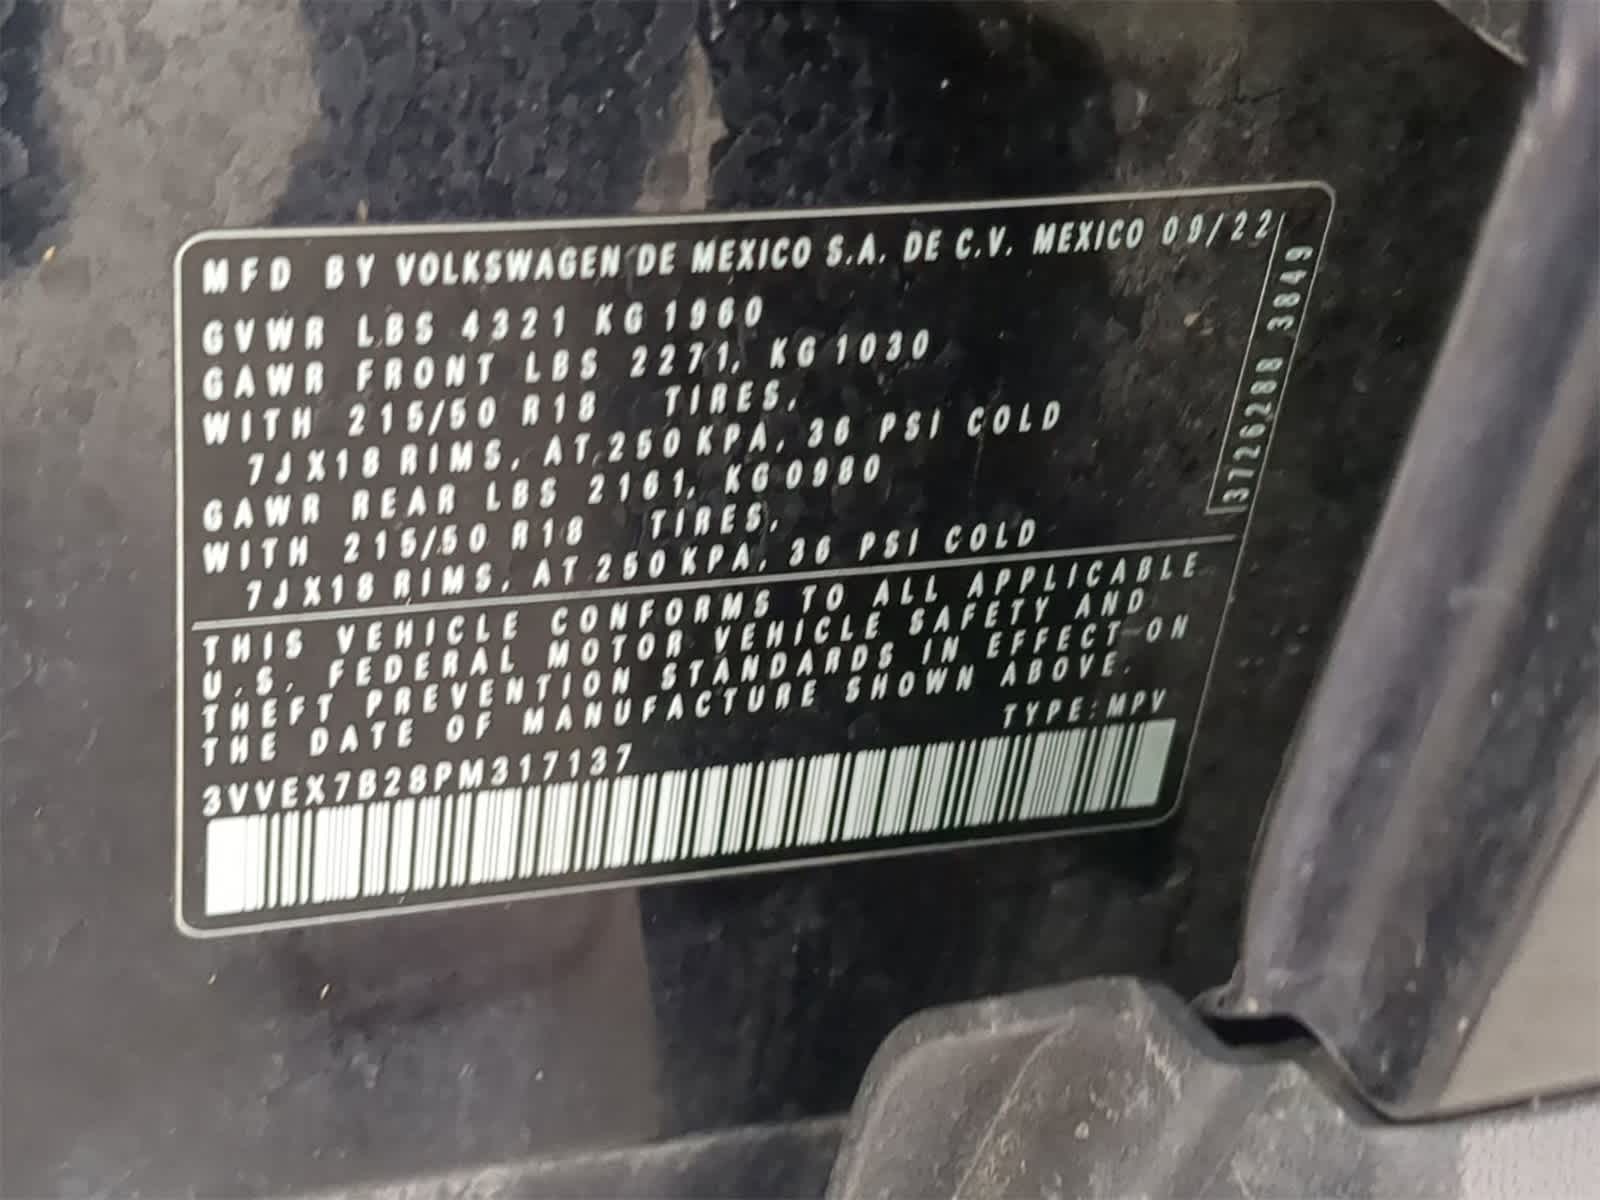 MFD BY VOLKSWAGEN DE MEXICO S.A. DE C.V. MEXICO 09/22
GVWR LBS 4321 KG 1960
GAWR FRONT LBS 2271, KG 1030
WITH 215/50 R18 TIRES,
7JX18 RIMS, AT 250 KPA, 36 PSI COLD
GAWR REAR LBS 2161, KG 0980
WITH 215/50 R18 TIRES,
7JX18 RIMS, AT 250 KPA, 36 PSI COLD
THIS VEHICLE CONFORMS TO ALL APPLICABLE
U.S. FEDERAL MOTOR VEHICLE SAFETY AND
THEFT PREVENTION STANDARDS IN EFFECT ON
THE DATE OF MANUFACTURE SHOWN ABOVE.
TYPE: MPV
3VVEX7B28PM317137
3726288 3849